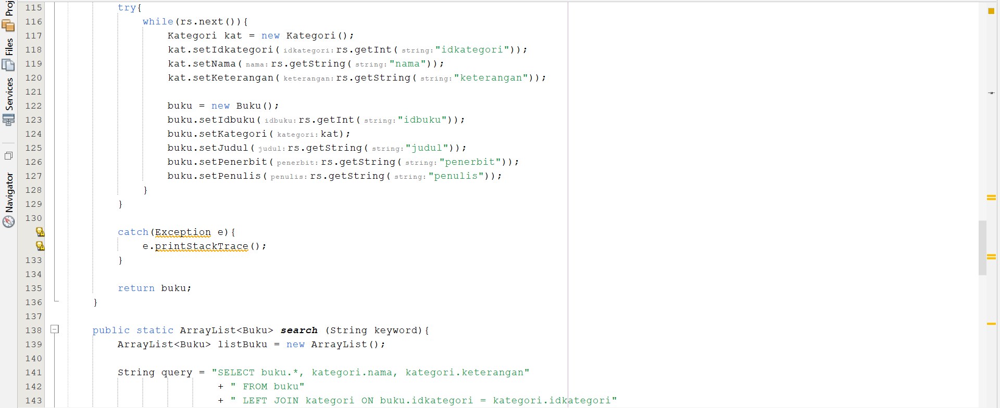 Proj
Files
Services
Navigator
115 try{
116 while(rs.next()){
117 Kategori kat = new Kategori();
118 kat.setIdkategori( idkategori: rs.getInt( string: "idkategori"));
119 kat.setNama( nama: rs.getString( string: "nama"));
120 kat.setKeterangan( keterangan: rs.getString( string: "keterangan"));
121
122 buku = new Buku();
123 buku.setIdbuku( idbuku: rs.getInt( string: "idbuku"));
124 buku.setKategori( kategori: kat);
125 buku.setJudul( judul: rs.getString( string: "judul"));
126 buku.setPenerbit( penerbit: rs.getString( string: "penerbit"));
127 buku.setPenulis( penulis: rs.getString( string: "penulis"));
128 }
129 }
130
catch(Exception e){
e.printStackTrace();
133 }
134
135 return buku;
136 }
137
138 public static ArrayList<Buku> search (String keyword){
139 ArrayList<Buku> listBuku = new ArrayList();
140
141 String query = "SELECT buku.*, kategori.nama, kategori.keterangan"
142 + " FROM buku"
143 + " LEFT JOIN kategori ON buku.idkategori = kategori.idkategori"